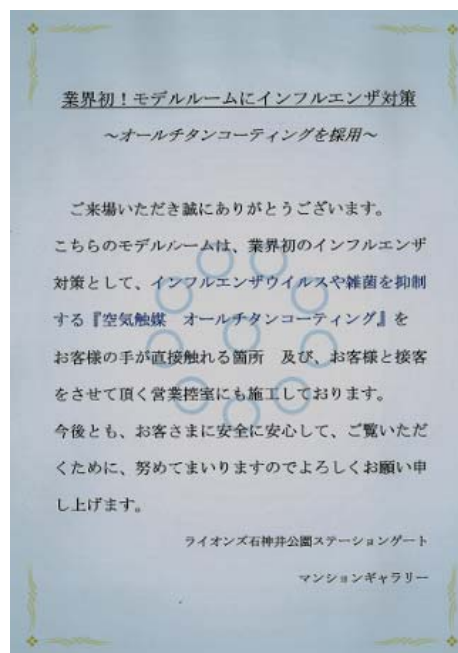 業界初！モデルルームにインフルエンザ対策
～オールチタンコーティングを採用～
ご来場いただき誠にありがとうございます。
こちらのモデルルームは、業界初のインフルエンザ
対策として、インフルエンザウイルスや雑菌を抑制
する『空気触媒　オールチタンコーティング』を
お客様の手が直接触れる箇所　及び、お客様と接客
をさせて頂く営業控室にも施工しております。
今後とも、お客さまに安全に安心して、ご覧いただ
くために、努めてまいりますのでよろしくお願い申
し上げます。
ライオンズ石神井公園ステーションゲート
マンションギャラリー